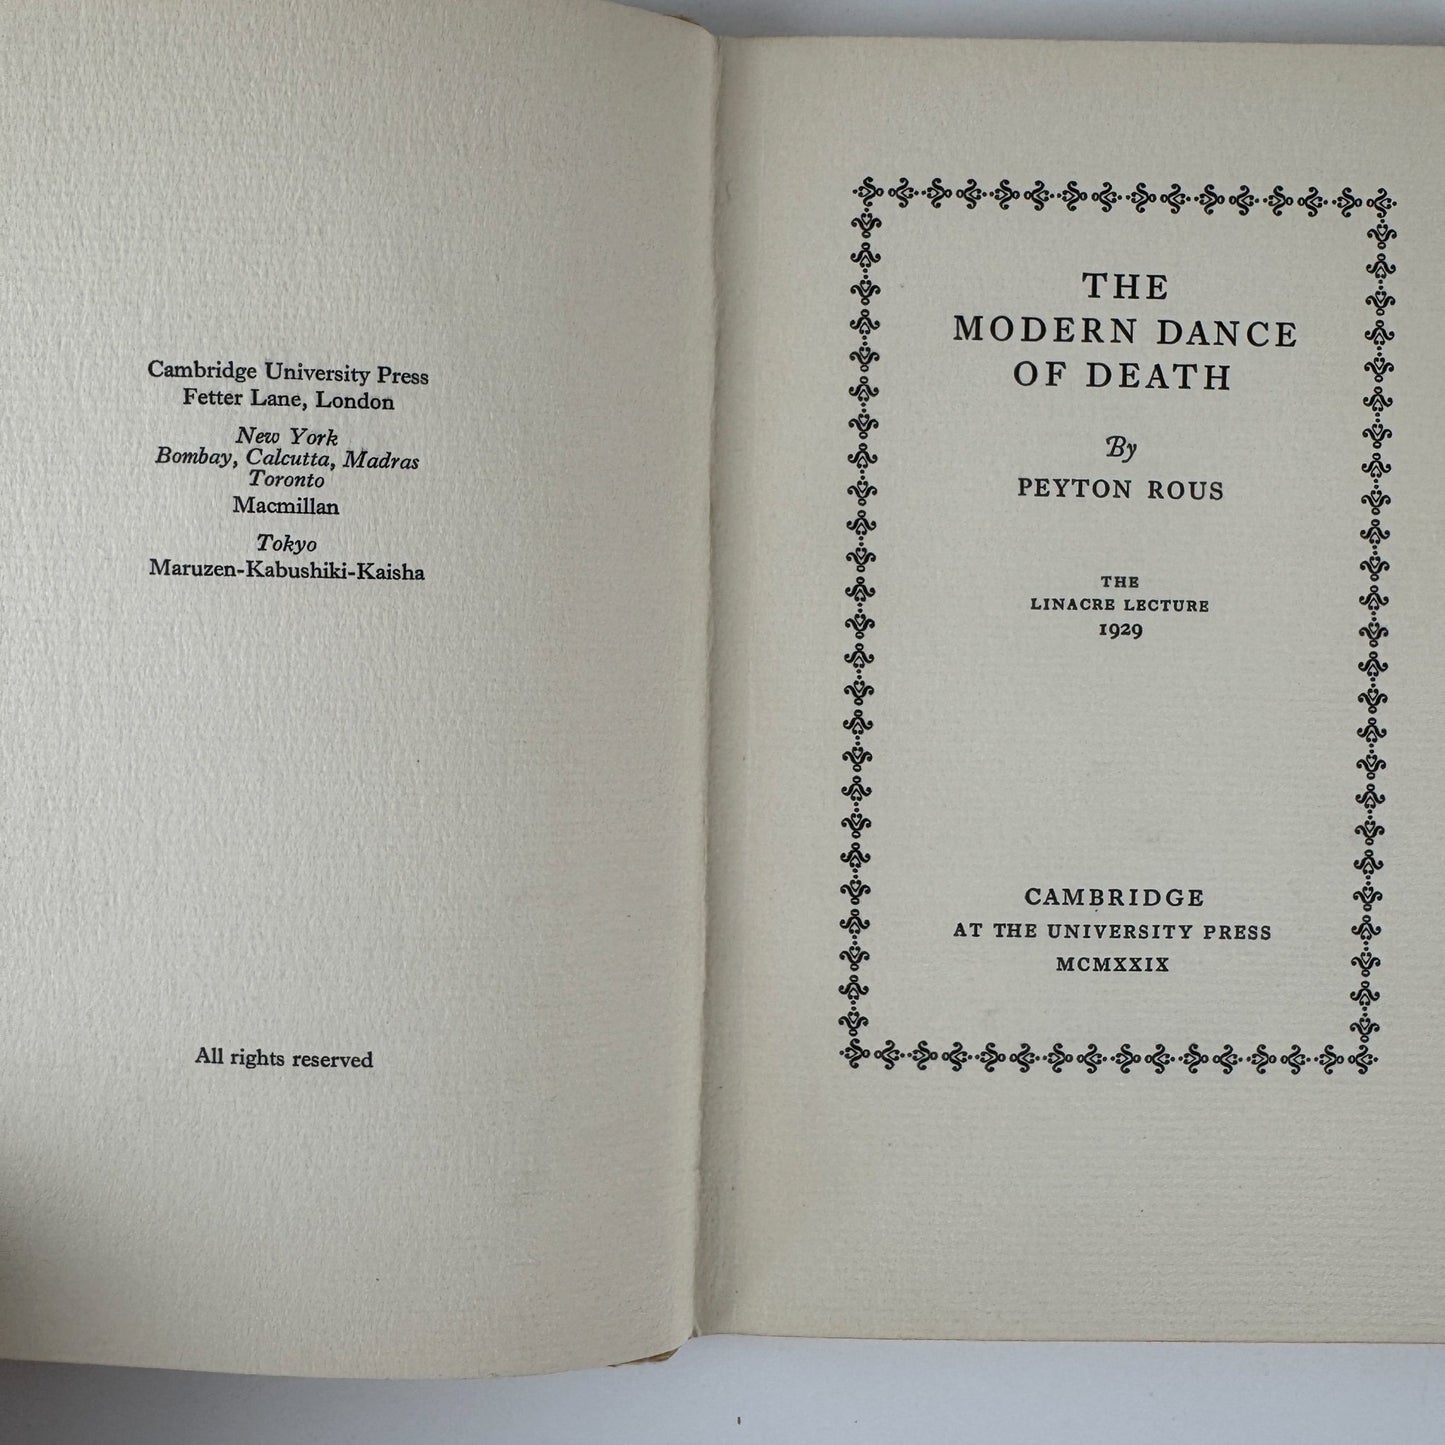 Cambridge University Press
Fetter Lane, London
New York
Bombay, Calcutta, Madras
Toronto
Macmillan
Tokyo
Maruzen-Kabushiki-Kaisha
All rights reserved
THE
MODERN DANCE
OF DEATH
By
PEYTON ROUS
THE
LINACRE LECTURE
1929
CAMBRIDGE
AT THE UNIVERSITY PRESS
MCMXXIX